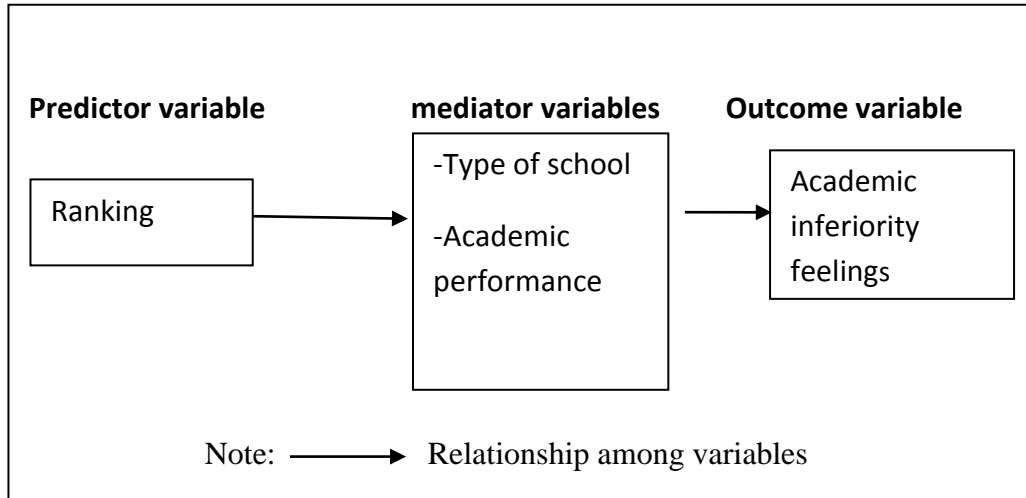 Predictor variable
mediator variables
Outcome variable
Ranking
-Type of school
-Academic
performance
Academic
inferiority
feelings
Note: Relationship among variables